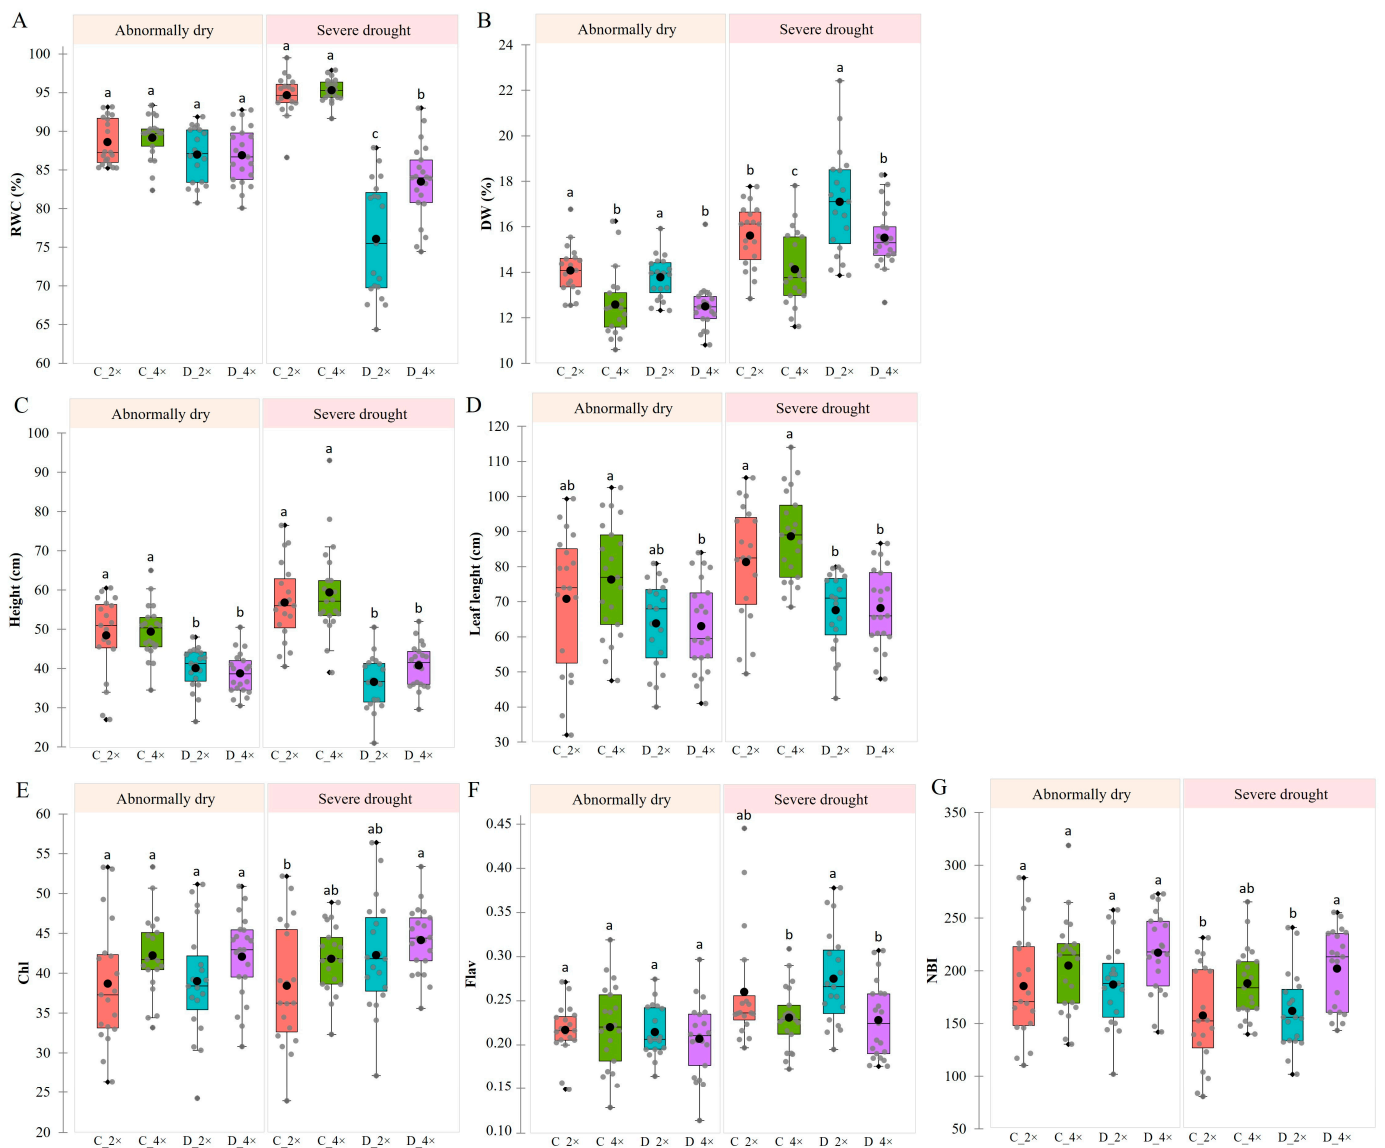 A
Abnormally dry
Severe drought
RWC (%)
100
95
90
85
80
75
70
65
60
a
a
a
a
a
a
c
b
C_2×
C_4×
D_2×
D_4×
C_2×
C_4×
D_2×
D_4×
B
Abnormally dry
Severe drought
DW (%)
24
22
20
18
16
14
12
10
a
b
a
b
b
c
a
b
C_2×
C_4×
D_2×
D_4×
C_2×
C_4×
D_2×
D_4×
C
Abnormally dry
Severe drought
Height (cm)
100
90
80
70
60
50
40
30
20
a
a
b
b
a
a
b
b
C_2×
C_4×
D_2×
D_4×
C_2×
C_4×
D_2×
D_4×
D
Abnormally dry
Severe drought
Leaf lenght (cm)
120
110
100
90
80
70
60
50
40
30
ab
a
ab
b
a
a
b
b
C_2×
C_4×
D_2×
D_4×
C_2×
C_4×
D_2×
D_4×
E
Abnormally dry
Severe drought
Chl
60
55
50
45
40
35
30
25
20
a
a
a
a
b
ab
ab
a
C_2×
C_4×
D_2×
D_4×
C_2×
C_4×
D_2×
D_4×
F
Abnormally dry
Severe drought
Flav
0.45
0.40
0.35
0.30
0.25
0.20
0.15
0.10
a
a
a
a
ab
b
a
b
C_2×
C_4×
D_2×
D_4×
C_2×
C_4×
D_2×
D_4×
G
Abnormally dry
Severe drought
NBI
350
300
250
200
150
100
50
a
a
a
a
b
ab
b
a
C_2×
C_4×
D_2×
D_4×
C_2×
C_4×
D_2×
D_4×